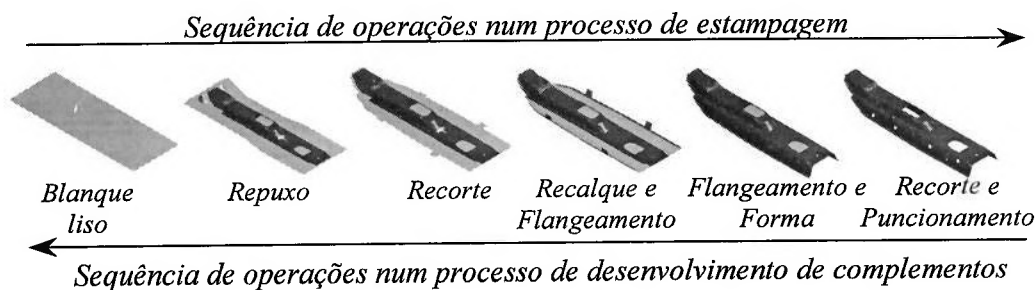 Sequência de operações num processo de estampagem
Blanque
liso
Repuxo
Recorte
Recalque e
Flangeamento
Flangeamento e
Forma
Recorte e
Puncionamento
Sequência de operações num processo de desenvolvimento de complementos